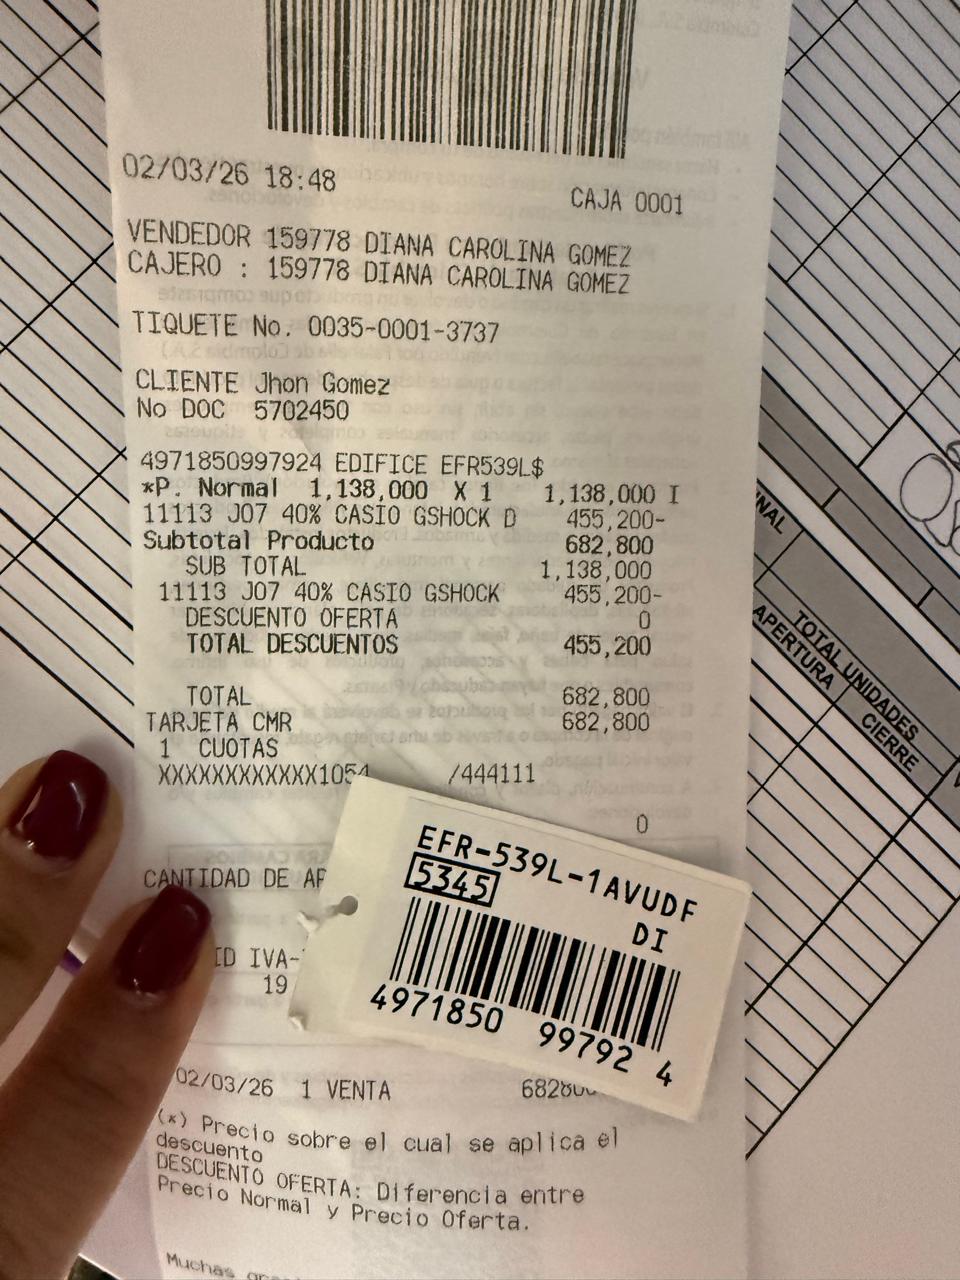 02/03/26 18:48
CAJA 0001
VENDEDOR 159778 DIANA CAROLINA GOMEZ
CAJERO : 159778 DIANA CAROLINA GOMEZ
TIQUETE No. 0035-0001-3737
CLIENTE Jhon Gomez
No DOC 5702450
4971850997924 EDIFICE EFR539L$
*P. Normal 1,138,000 X 1 1,138,000 I
11113 J07 40% CASIO GSHOCK D 455,200-
Subtotal Producto 682,800
SUB TOTAL 1,138,000
11113 J07 40% CASIO GSHOCK 455,200-
DESCUENTO OFERTA 0
TOTAL DESCUENTOS 455,200
TOTAL 682,800
TARJETA CMR 682,800
1 CUOTAS
XXXXXXXXXXXX1054 /444111
0
CANTIDAD DE AR
ID IVA-
19
02/03/26 1 VENTA 682800
(*) Precio sobre el cual se aplica el
descuento
DESCUENTO OFERTA: Diferencia entre
Precio Normal y Precio Oferta.
Muchas
EFR-539L-1AVUDF
5345
DI
4971850 99792 4
TOTAL UNIDADES
APERTURA
CIERRE